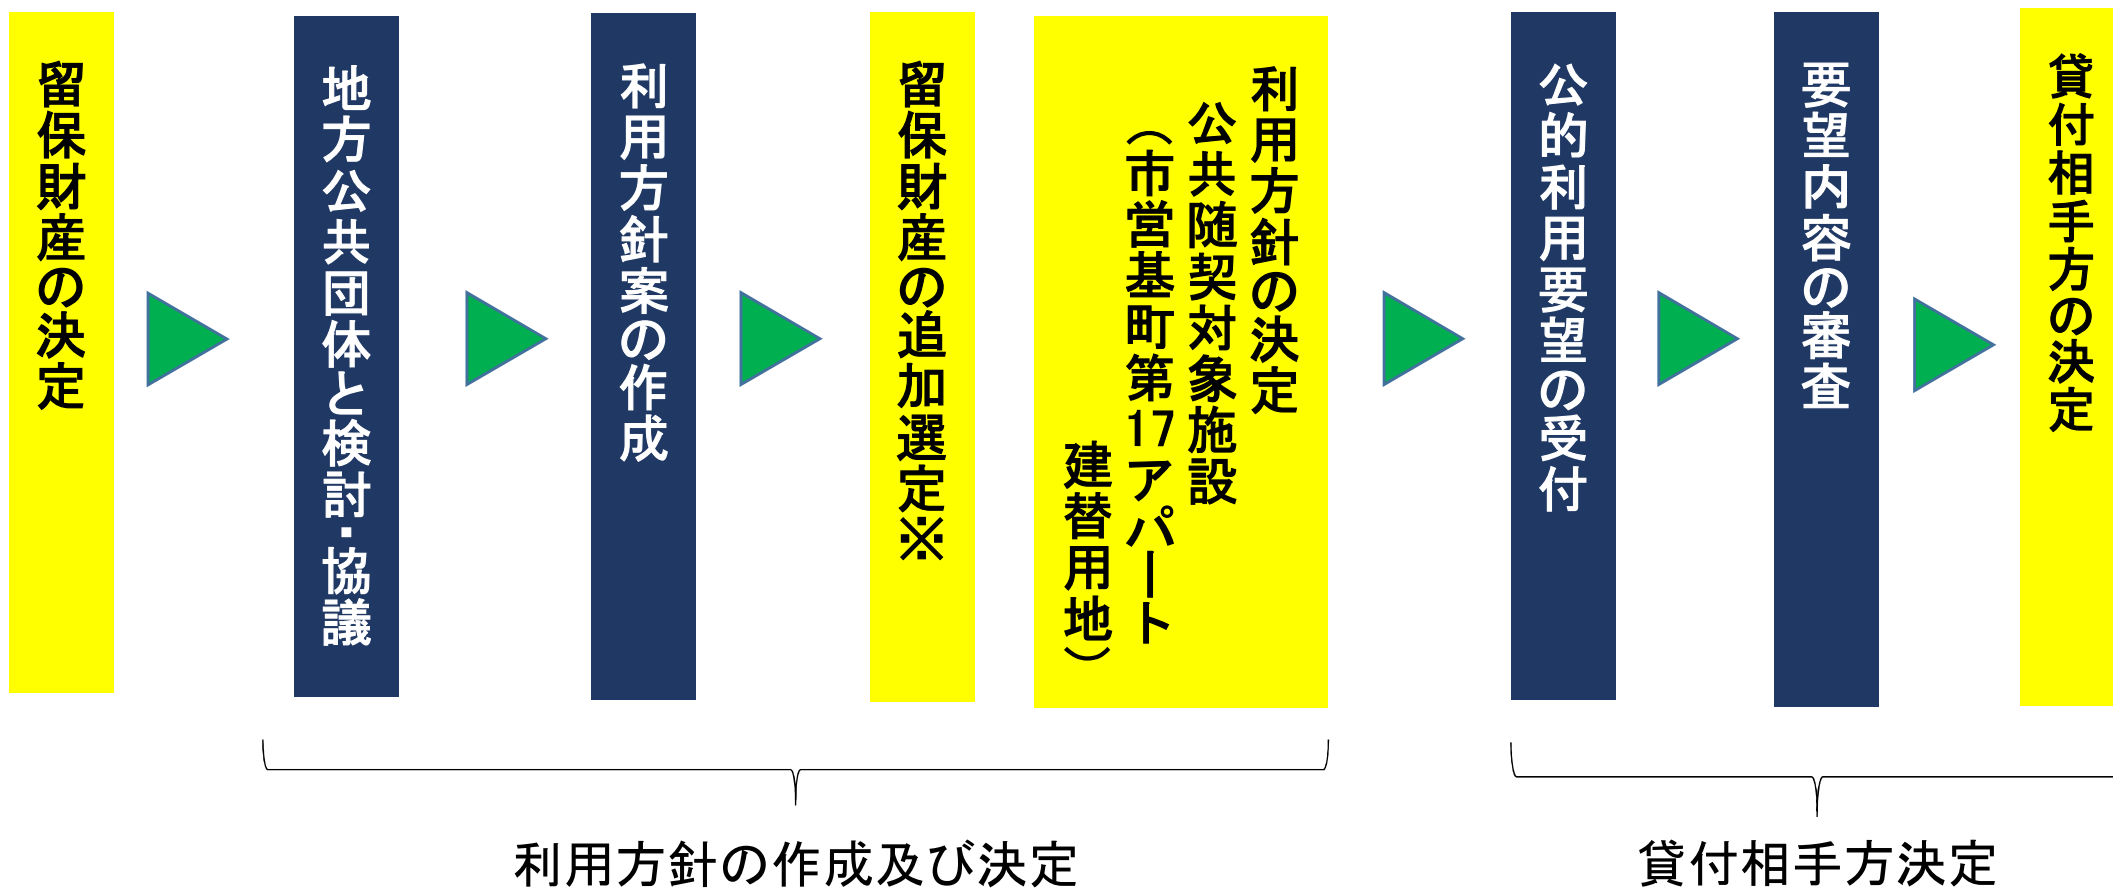 留保財産の決定
地方公共団体と検討・協議
利用方針案の作成
留保財産の追加選定※
利用方針の決定
公共随契対象施設
（市営基町第17アパート
建替用地）
公的利用要望の受付
要望内容の審査
貸付相手方の決定
利用方針の作成及び決定
貸付相手方決定